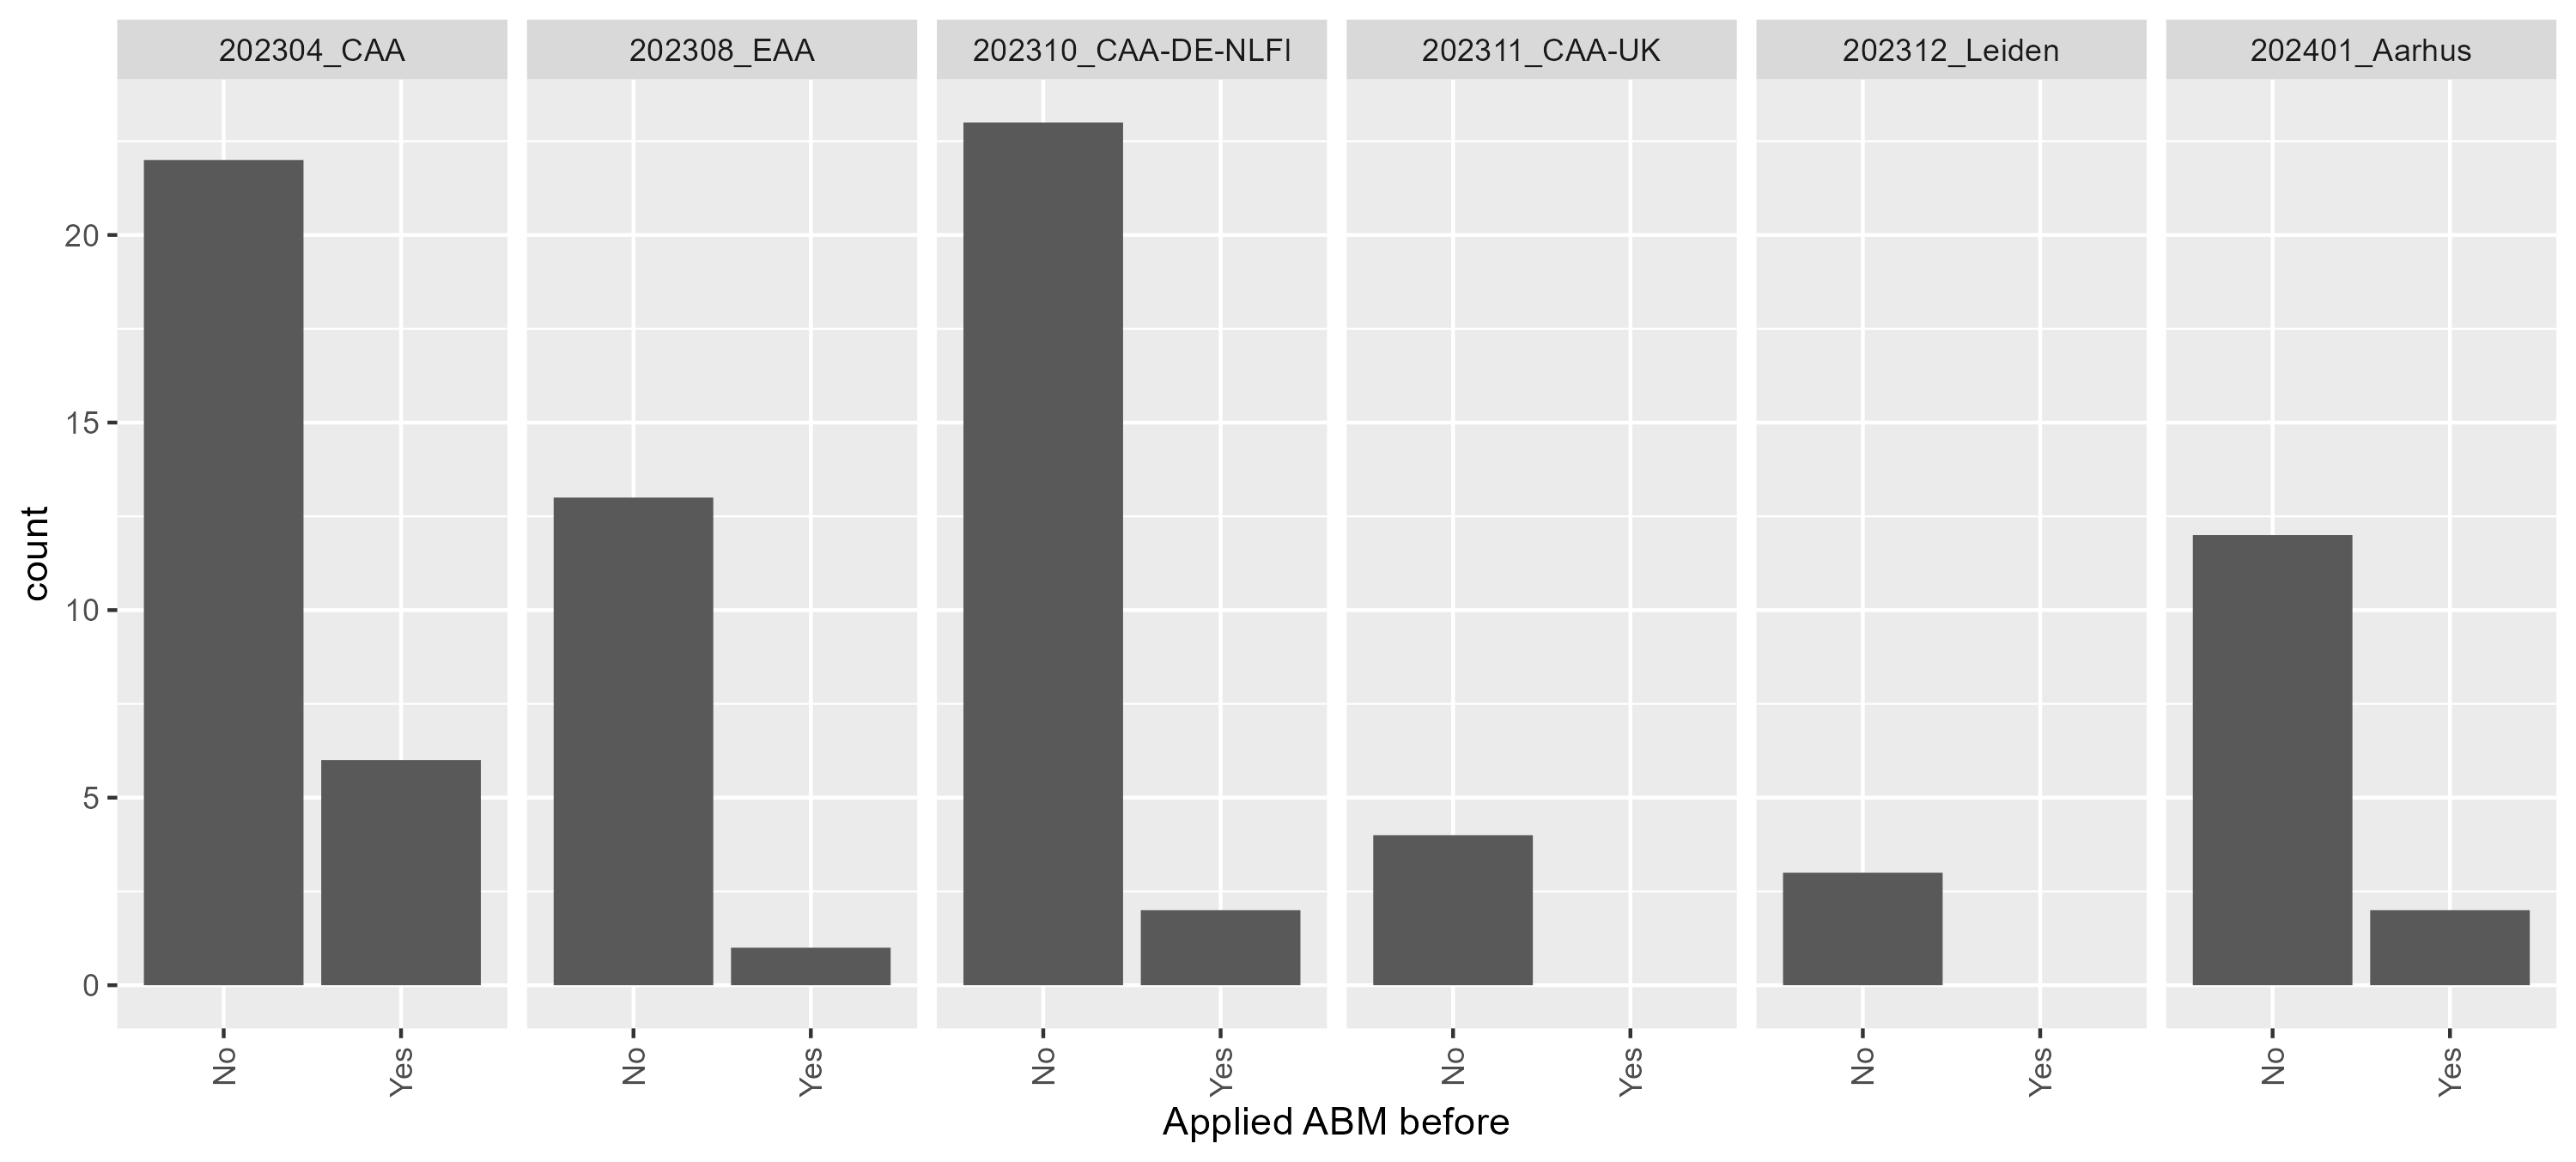 202304_CAA 202308_EAA 202310_CAA-DE-NLFI 202311_CAA-UK 202312_Leiden 202401_Aarhus
count
20
15
10
5
0
No Yes No Yes No Yes No Yes No Yes No Yes
Applied ABM before